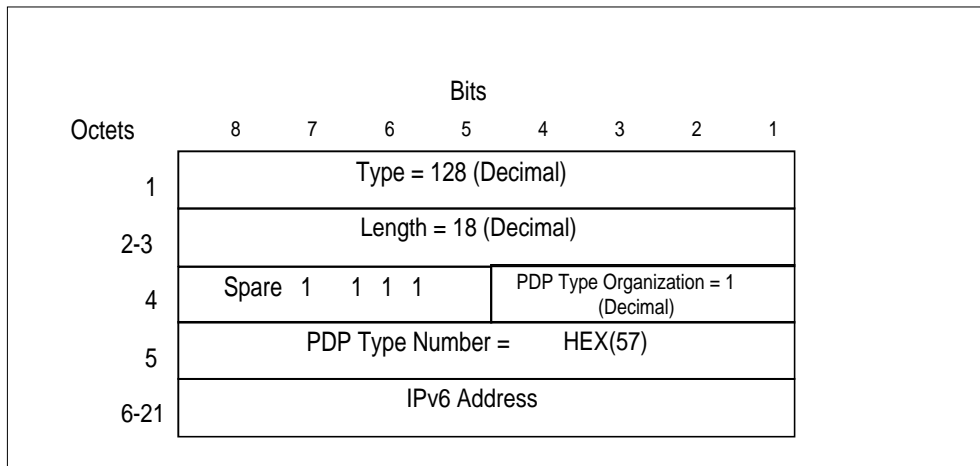 Bits
Octets 8 7 6 5 4 3 2 1
1 Type = 128 (Decimal)
2-3 Length = 18 (Decimal)
4 Spare 1 1 1 1 PDP Type Organization = 1
(Decimal)
5 PDP Type Number = HEX(57)
6-21 IPv6 Address